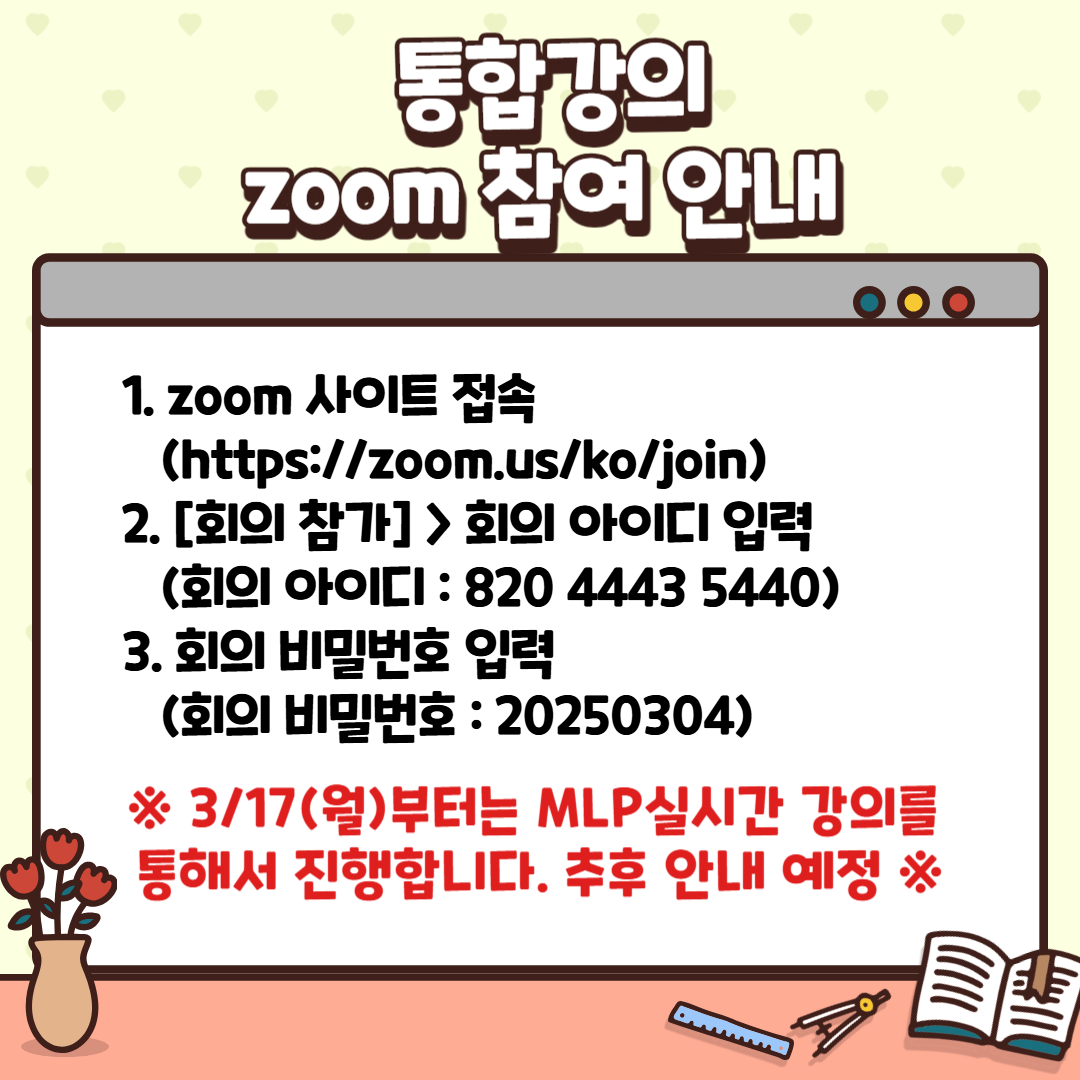 통합강의
zoom 참여 안내
1. zoom 사이트 접속
(https://zoom.us/ko/join)
2. [회의 참가] > 회의 아이디 입력
(회의 아이디 : 820 4443 5440)
3. 회의 비밀번호 입력
(회의 비밀번호 : 20250304)
※ 3/17(월)부터는 MLP실시간 강의를
통해서 진행합니다. 추후 안내 예정 ※